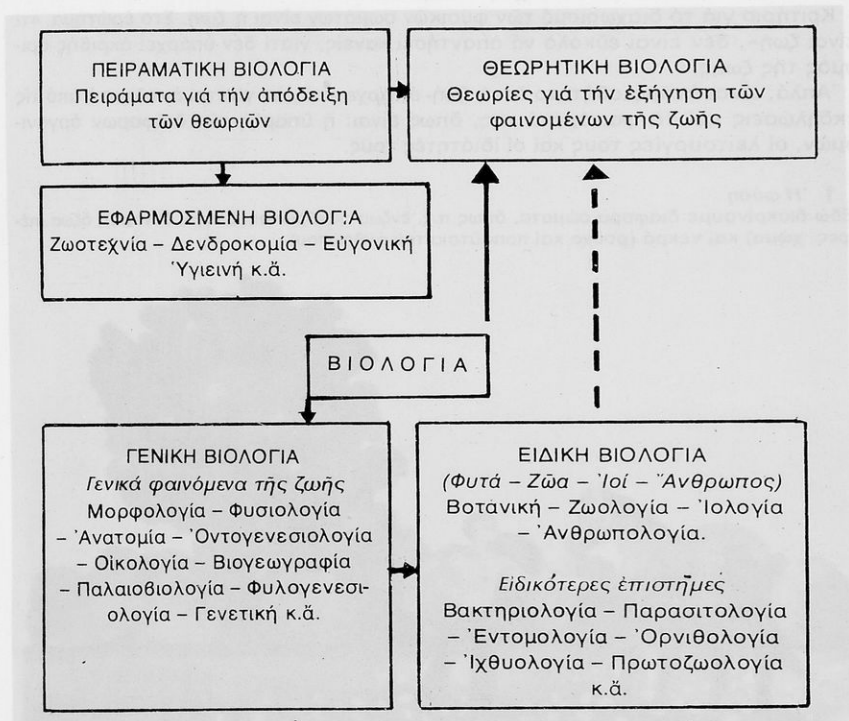 ΠΕΙΡΑΜΑΤΙΚΗ ΒΙΟΛΟΓΙΑ
Πειράματα γιά τήν απόδειξη
τῶν θεωριῶν
ΘΕΩΡΗΤΙΚΗ ΒΙΟΛΟΓΙΑ
Θεωρίες γιά τήν ἐξήγηση τῶν
φαινομένων τῆς ζωῆς
ΕΦΑΡΜΟΣΜΕΝΗ ΒΙΟΛΟΓΙΑ
Ζωοτεχνία – Δενδροκομία – Εὐγονική
Ὑγιεινή κ.ἄ.
ΒΙΟΛΟΓΙΑ
ΓΕΝΙΚΗ ΒΙΟΛΟΓΙΑ
Γενικά φαινόμενα τῆς ζωῆς
Μορφολογία – Φυσιολογία
– Ἀνατομία – Ὀντογενεσιολογία
– Οἰκολογία – Βιογεωγραφία
– Παλαιοβιολογία – Φυλογενεσι-
ολογία – Γενετική κ.ἄ.
ΕΙΔΙΚΗ ΒΙΟΛΟΓΙΑ
(Φυτά – Ζῶα – Ἰοί – Ἄνθρωπος)
Βοτάνική – Ζωολογία – Ἰολογία
– Ἀνθρωπολογία.
Εἰδικότερες ἐπιστῆμες
Βακτηριολογία – Παρασιτολογία
– Ἐντομολογία – Ὀρνιθολογία
– Ἰχθυολογία – Πρωτοζωολογία
κ.ἄ.